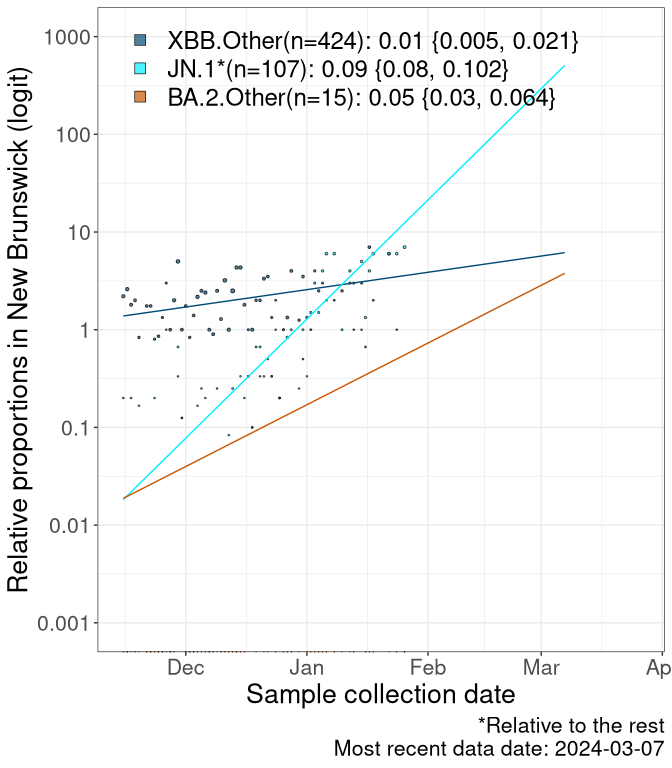 XBB.Other(n=424): 0.01 {0.005, 0.021}
JN.1*(n=107): 0.09 {0.08, 0.102}
BA.2.Other(n=15): 0.05 {0.03, 0.064}
Relative proportions in New Brunswick (logit)
1000
100
10
1
0.1
0.01
0.001
Dec Jan Feb Mar Ap
Sample collection date
*Relative to the rest
Most recent data date: 2024-03-07